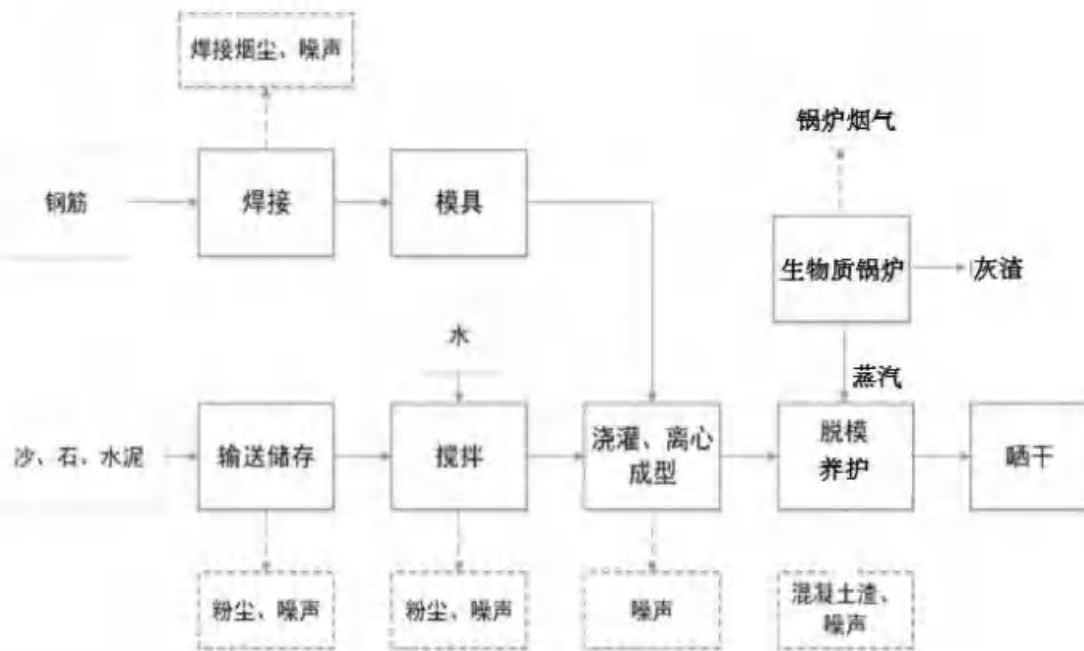 焊接烟尘、噪声
锅炉烟气
钢筋
焊接
模具
生物质锅炉
灰渣
水
蒸汽
沙、石、水泥
输送储存
搅拌
浇灌、离心
成型
脱模
养护
晒干
粉尘、噪声
粉尘、噪声
噪声
混凝土渣、
噪声